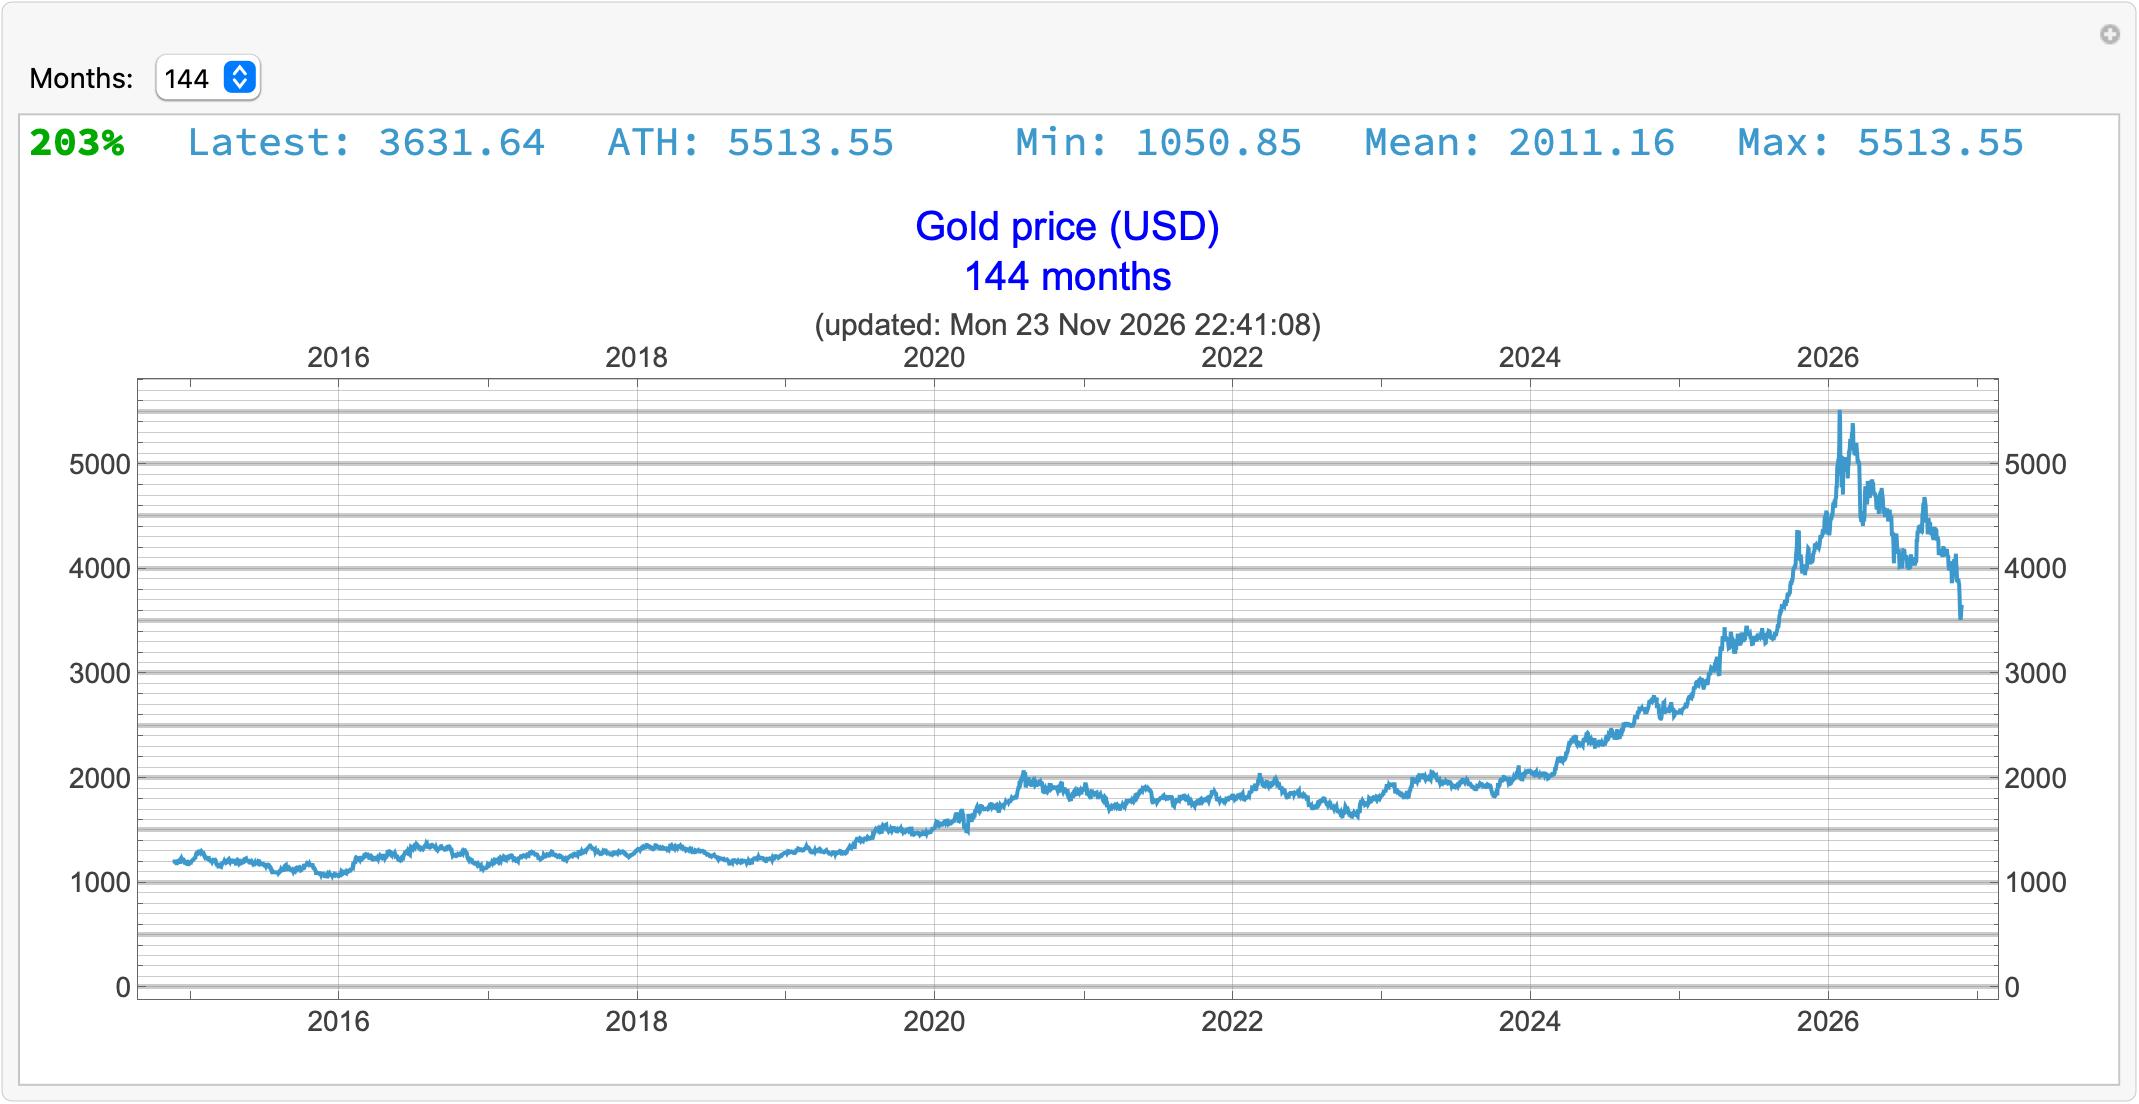 Months: 144
203% Latest: 3631.64 ATH: 5513.55 Min: 1050.85 Mean: 2011.16 Max: 5513.55
Gold price (USD)
144 months
(updated: Mon 23 Nov 2026 22:41:08)
2016 2018 2020 2022 2024 2026
5000 5000
4000 4000
3000 3000
2000 2000
1000 1000
0 0
2016 2018 2020 2022 2024 2026